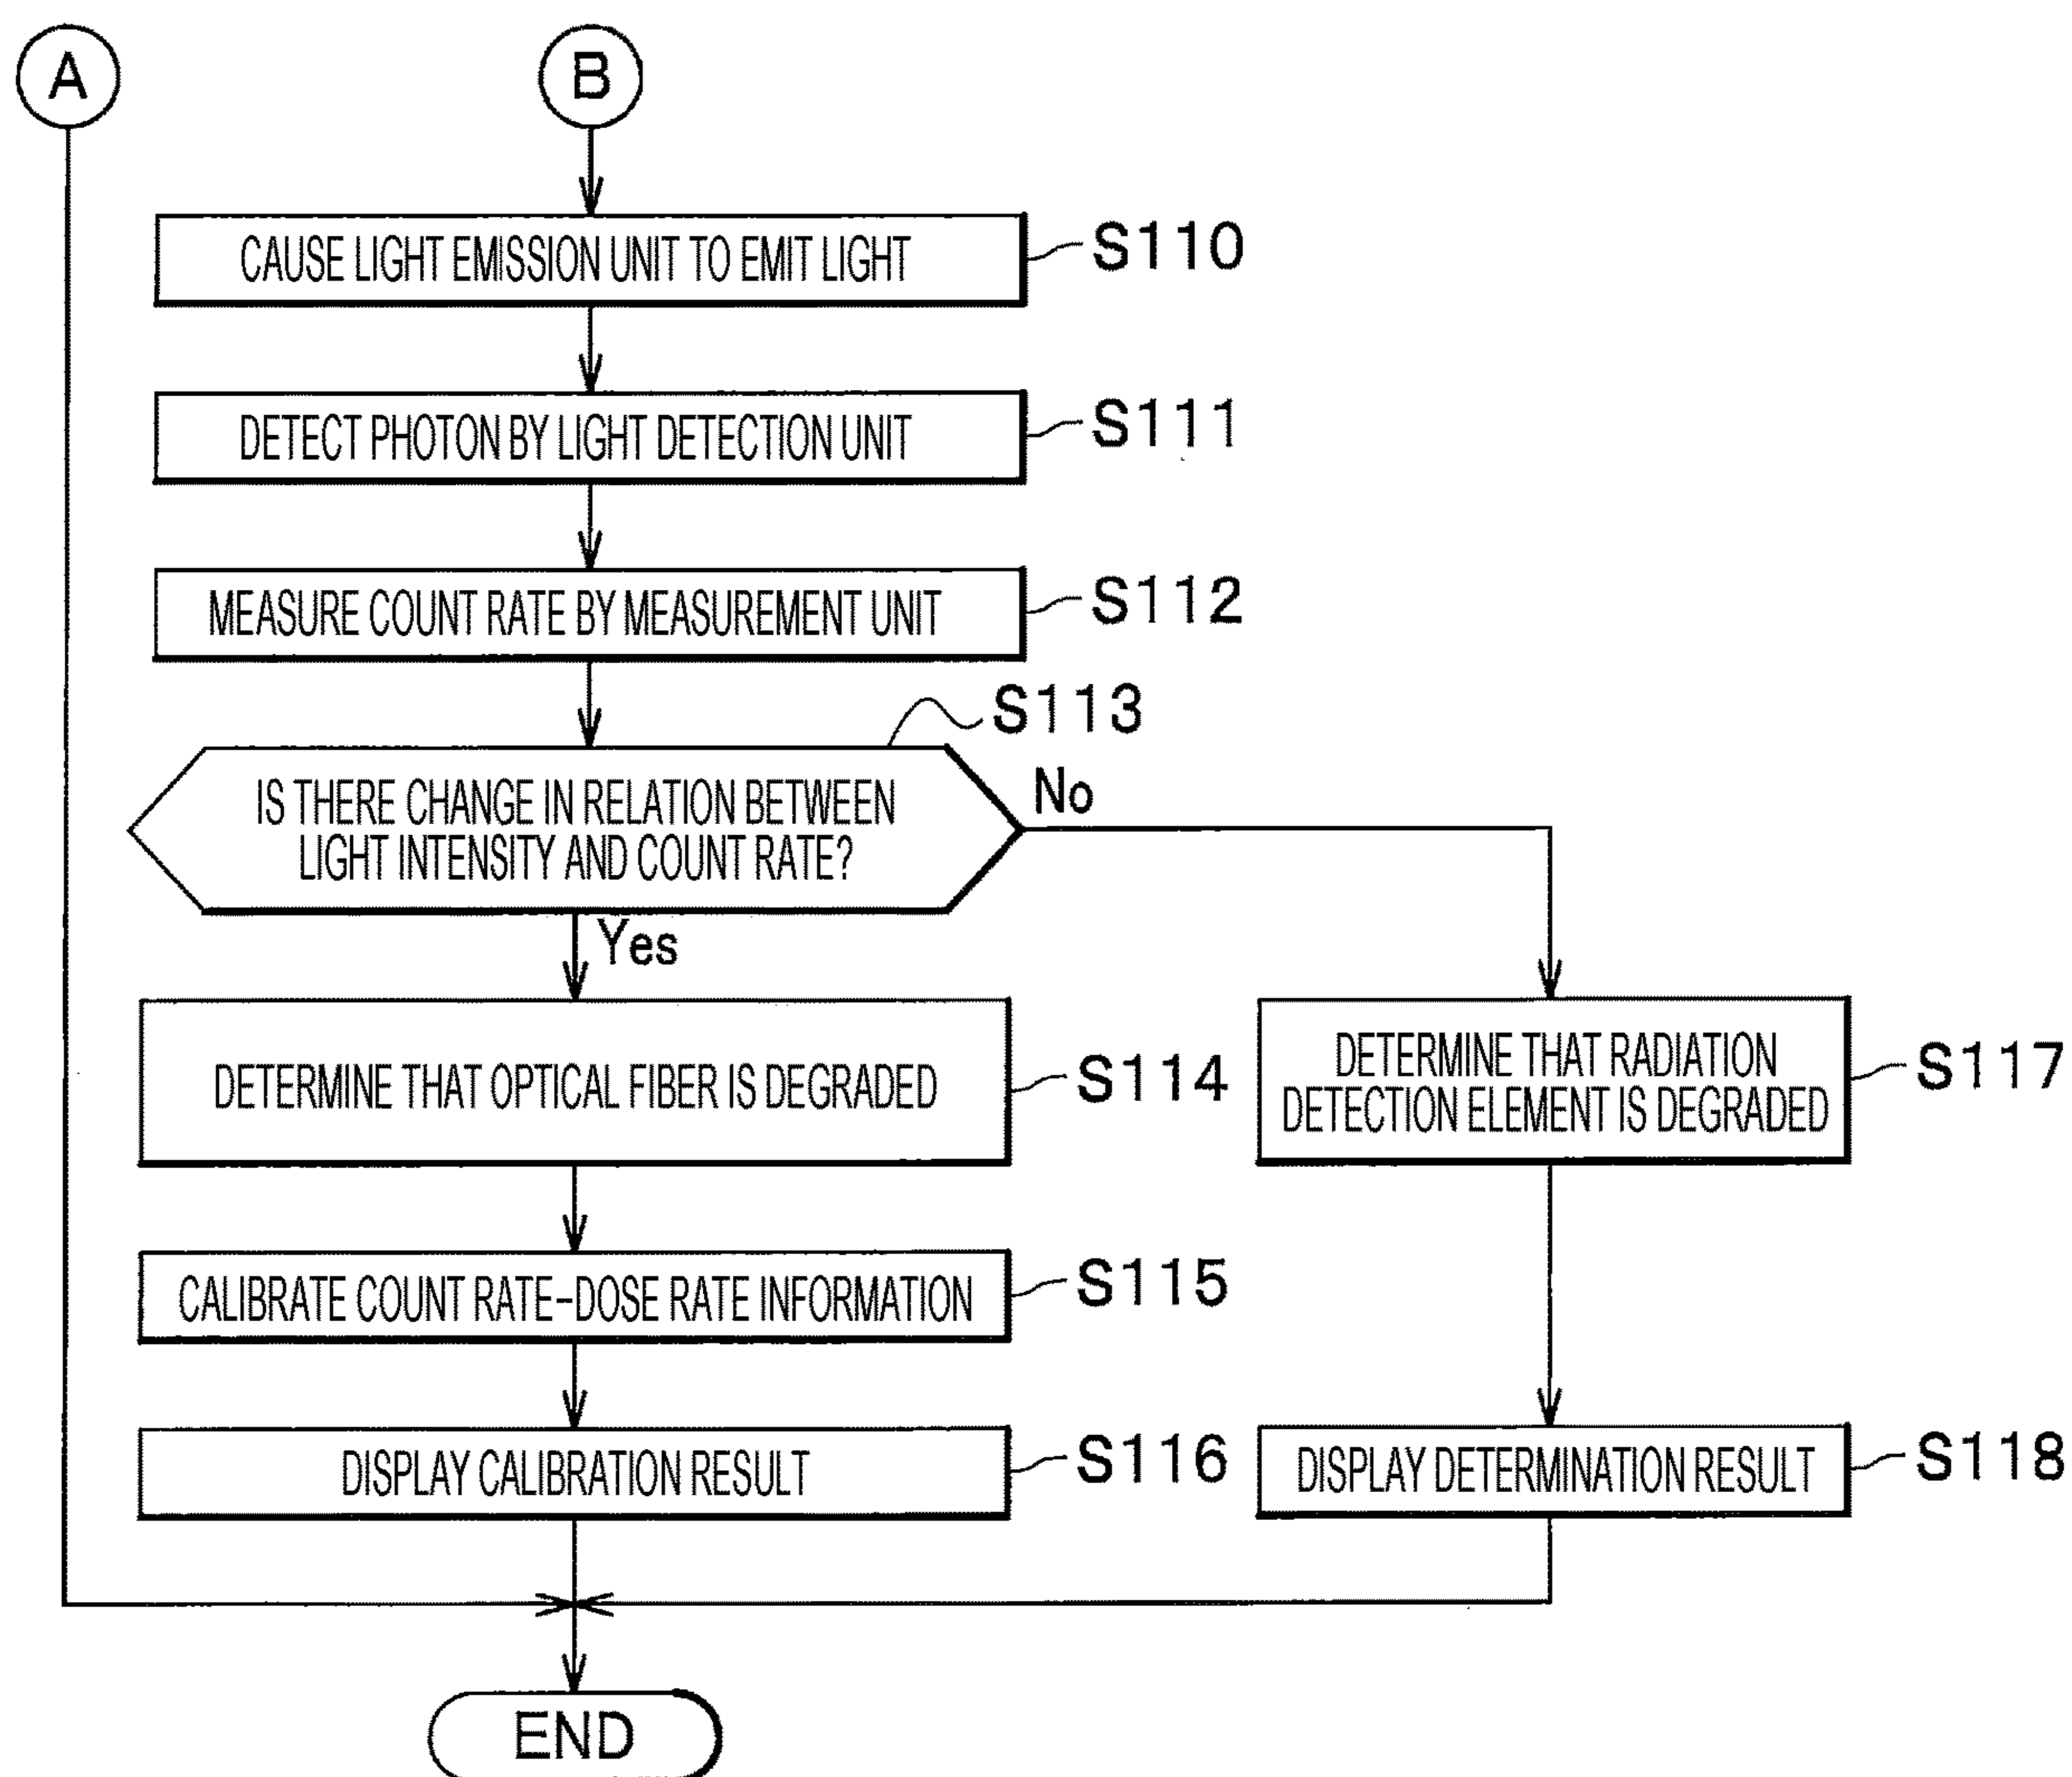 A
B
CAUSE LIGHT EMISSION UNIT TO EMIT LIGHT
S110
DETECT PHOTON BY LIGHT DETECTION UNIT
S111
MEASURE COUNT RATE BY MEASUREMENT UNIT
S112
S113
IS THERE CHANGE IN RELATION BETWEEN
LIGHT INTENSITY AND COUNT RATE?
No
Yes
DETERMINE THAT OPTICAL FIBER IS DEGRADED
S114
DETERMINE THAT RADIATION
DETECTION ELEMENT IS DEGRADED
S117
CALIBRATE COUNT RATE-DOSE RATE INFORMATION
S115
DISPLAY CALIBRATION RESULT
S116
DISPLAY DETERMINATION RESULT
S118
END